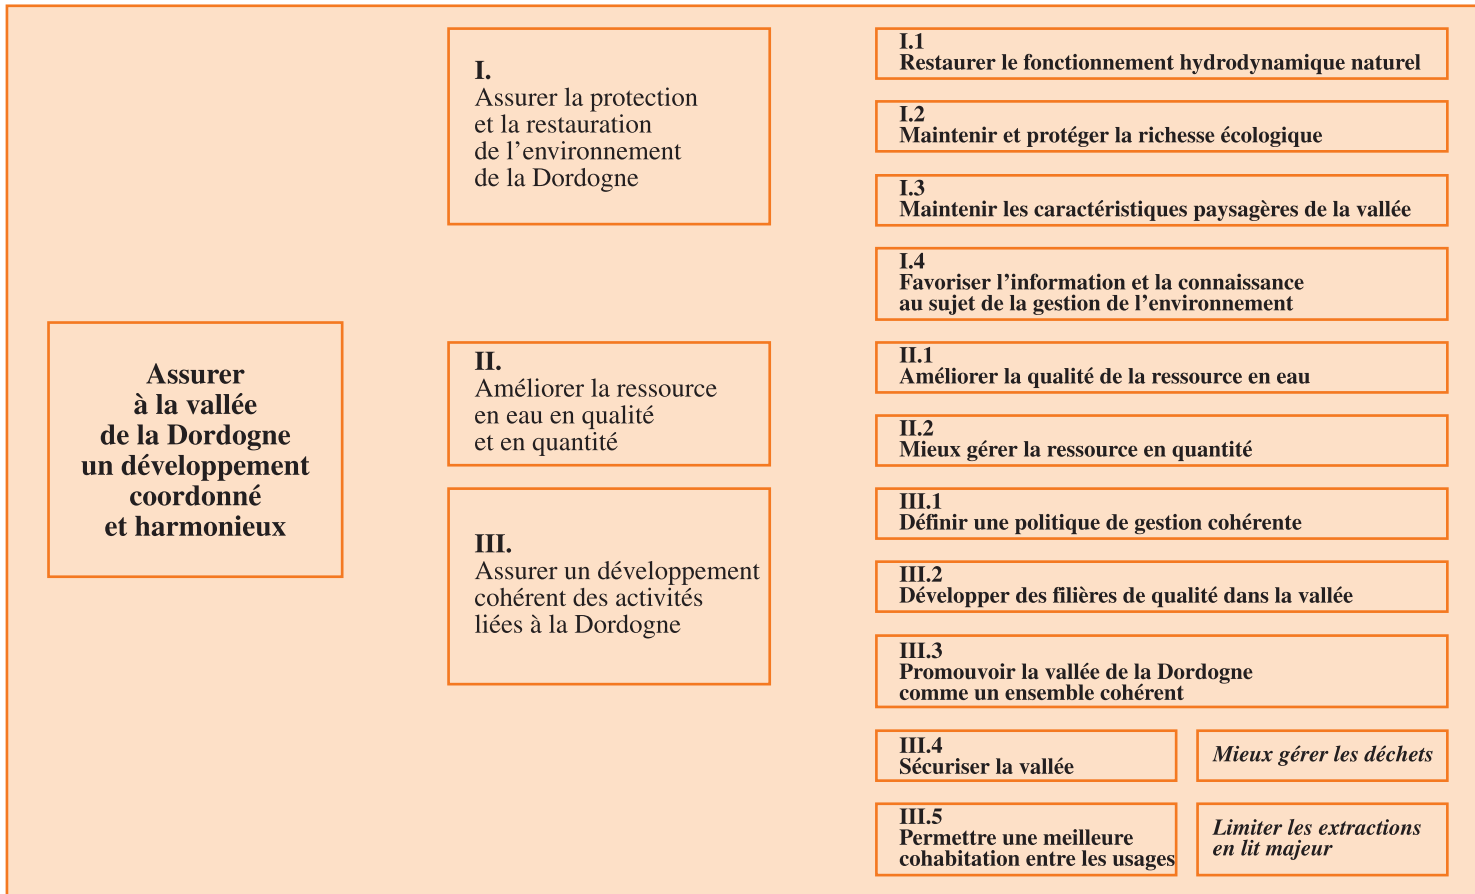 Assurer
à la vallée
de la Dordogne
un développement
coordonné
et harmonieux
I.
Assurer la protection
et la restauration
de l’environnement
de la Dordogne
II.
Améliorer la ressource
en eau en qualité
et en quantité
III.
Assurer un développement
cohérent des activités
liées à la Dordogne
I.1
Restaurer le fonctionnement hydrodynamique naturel
I.2
Maintenir et protéger la richesse écologique
I.3
Maintenir les caractéristiques paysagères de la vallée
I.4
Favoriser l’information et la connaissance
au sujet de la gestion de l’environnement
II.1
Améliorer la qualité de la ressource en eau
II.2
Mieux gérer la ressource en quantité
III.1
Définir une politique de gestion cohérente
III.2
Développer des filières de qualité dans la vallée
III.3
Promouvoir la vallée de la Dordogne
comme un ensemble cohérent
III.4
Sécuriser la vallée
Mieux gérer les déchets
III.5
Permettre une meilleure
cohabitation entre les usages
Limiter les extractions
en lit majeur